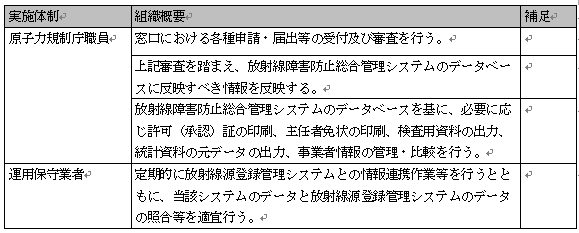 実施体制 組織概要 補足
原子力規制庁職員 窓口における各種申請・届出等の受付及び審査を行う。
上記審査を踏まえ、放射線障害防止総合管理システムのデータベー
スに反映すべき情報を反映する。
放射線障害防止総合管理システムのデータベースを基に、必要に応
じ許可（承認）証の印刷、主任者免状の印刷、検査用資料の出力、
統計資料の元データの出力、事業者情報の管理・比較を行う。
運用保守業者 定期的に放射線源登録管理システムとの情報連携作業等を行うとと
もに、当該システムのデータと放射線源登録管理システムのデータ
の照合等を適宜行う。